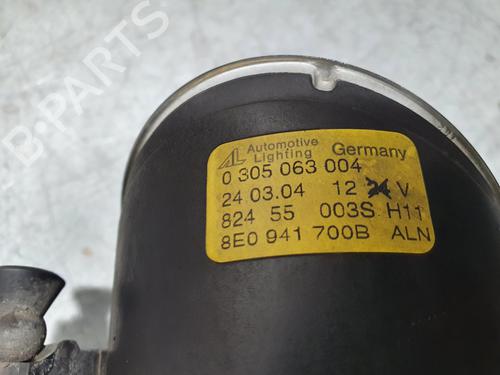 B-PARTS
AL Automotive Lighting Germany
0 305 063 004
24.03.04 12 24 V
824 55 003S H11
8E0 941 700B ALN